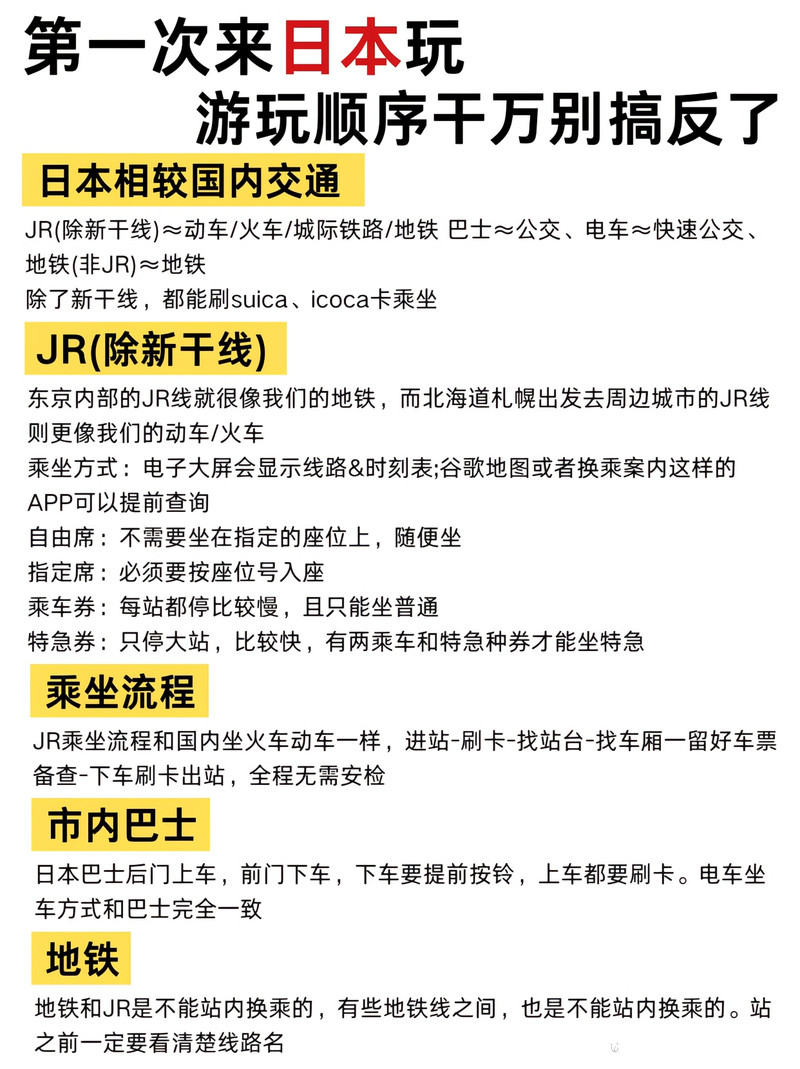 第一次来日本玩
游玩顺序千万别搞反了
日本相较国内交通
JR(除新干线)≈动车/火车/城际铁路/地铁 巴士≈公交、电车≈快速公交、
地铁(非JR)≈地铁
除了新干线，都能刷suica、icoca卡乘坐
JR(除新干线)
东京内部的JR线就很像我们的地铁，而北海道札幌出发去周边城市的JR线
则更像我们的动车/火车
乘坐方式：电子大屏会显示线路&时刻表;谷歌地图或者换乘案内这样的
APP可以提前查询
自由席：不需要坐在指定的座位上，随便坐
指定席：必须要按座位号入座
乘车券：每站都停比较慢，且只能坐普通
特急券：只停大站，比较快，有两乘车和特急种券才能坐特急
乘坐流程
JR乘坐流程和国内坐火车动车一样，进站-刷卡-找站台-找车厢一留好车票
备查-下车刷卡出站，全程无需安检
市内巴士
日本巴士后门上车，前门下车，下车要提前按铃，上车都要刷卡。电车坐
车方式和巴士完全一致
地铁
地铁和JR是不能站内换乘的，有些地铁线之间，也是不能站内换乘的。站
之前一定要看清楚线路名